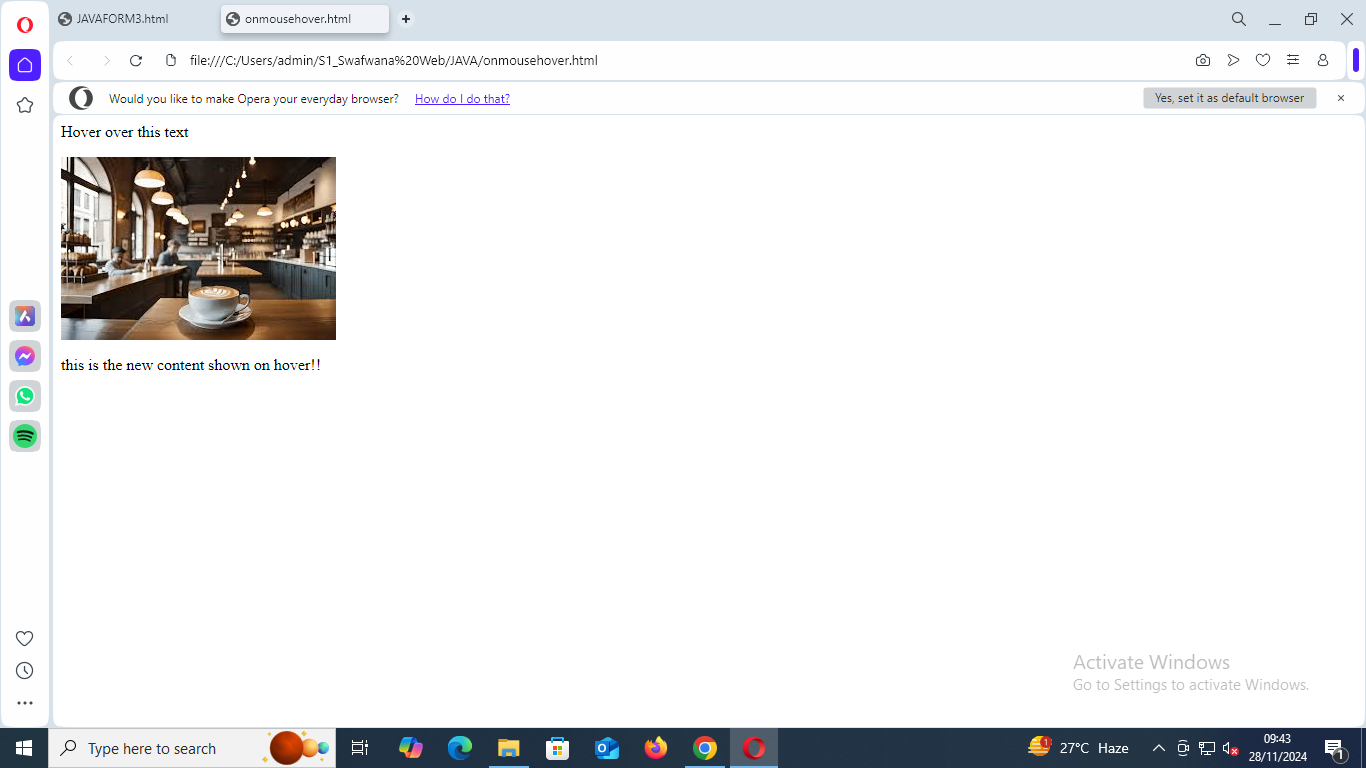 JAVAFORM3.html
onmousehover.html
file:///C:/Users/admin/S1_Swafwana%20Web/JAVA/onmousehover.html
Would you like to make Opera your everyday browser? How do I do that?
Yes, set it as default browser
Hover over this text
this is the new content shown on hover!!
Activate Windows
Go to Settings to activate Windows.
Type here to search
1
27°C Haze
09:43
28/11/2024
1